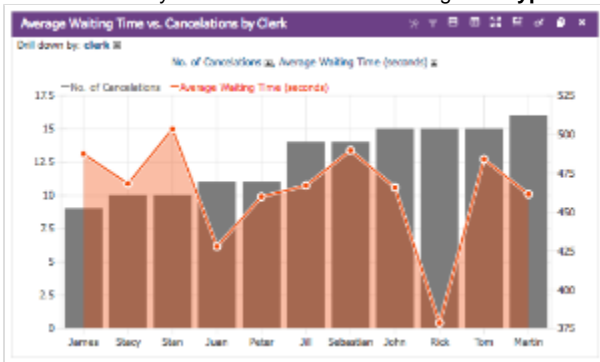 Average Waiting Time vs. Cancelations by Clerk
Drill down by: clerk
No. of Cancelations, Average Waiting Time (seconds)
No. of Cancelations Average Waiting Time (seconds)
17.5 525
15 500
12.5 475
10 450
7.5 425
5 400
2.5
0 375
James Stacy Stan Juan Peter Jill Sebastian John Rick Tom Martin